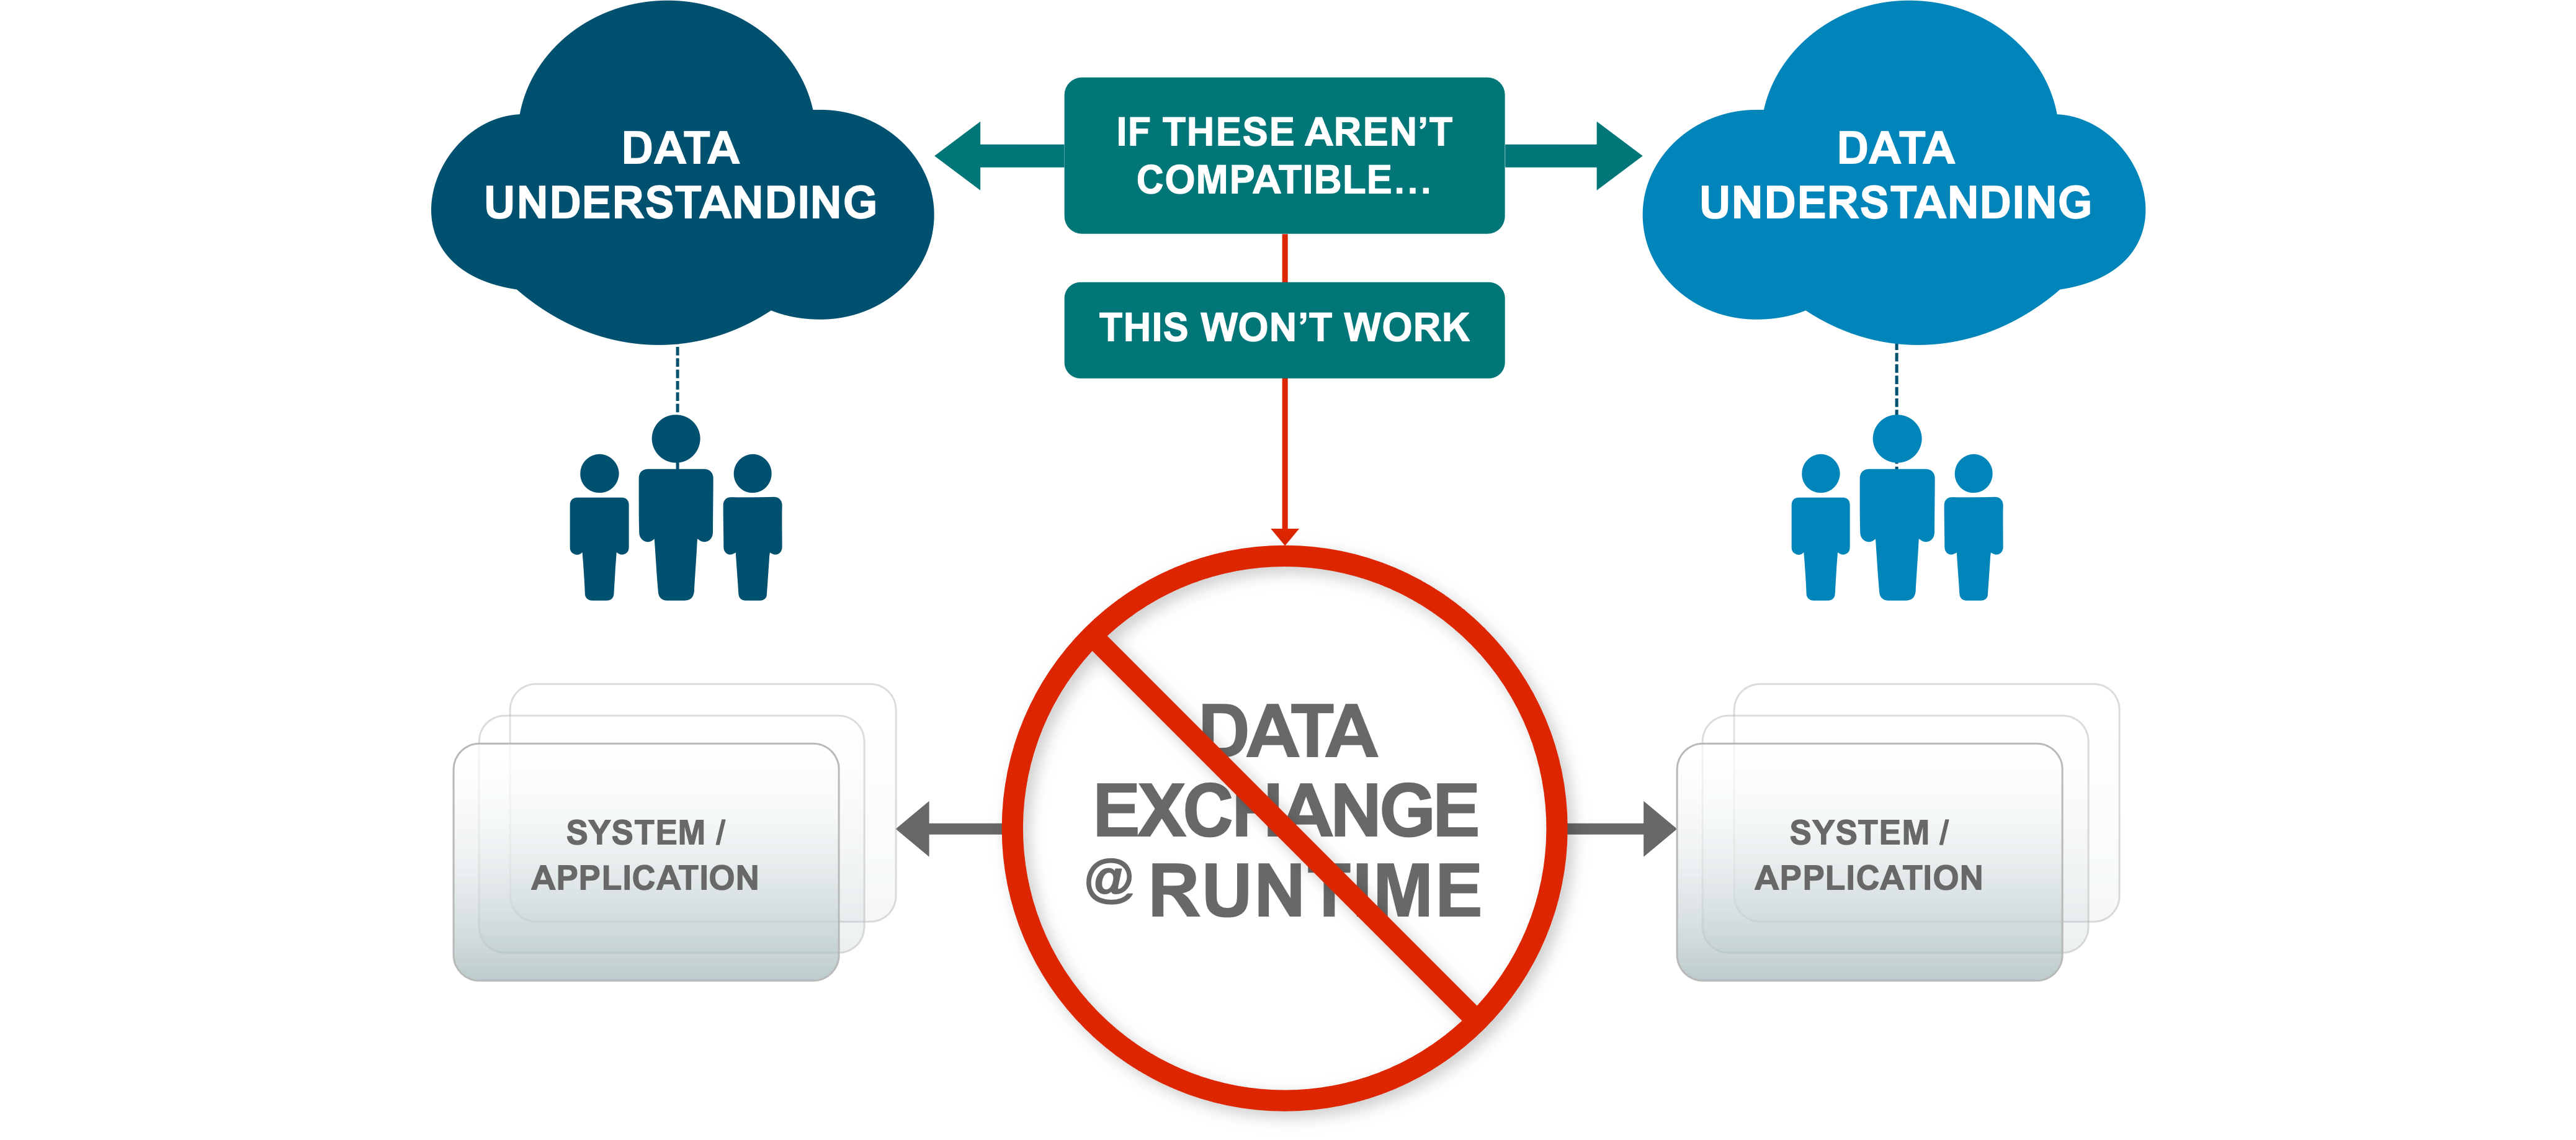 DATA
UNDERSTANDING
IF THESE AREN’T
COMPATIBLE…
DATA
UNDERSTANDING
THIS WON’T WORK
SYSTEM /
APPLICATION
DATA
EXCHANGE
@ RUNTIME
SYSTEM /
APPLICATION